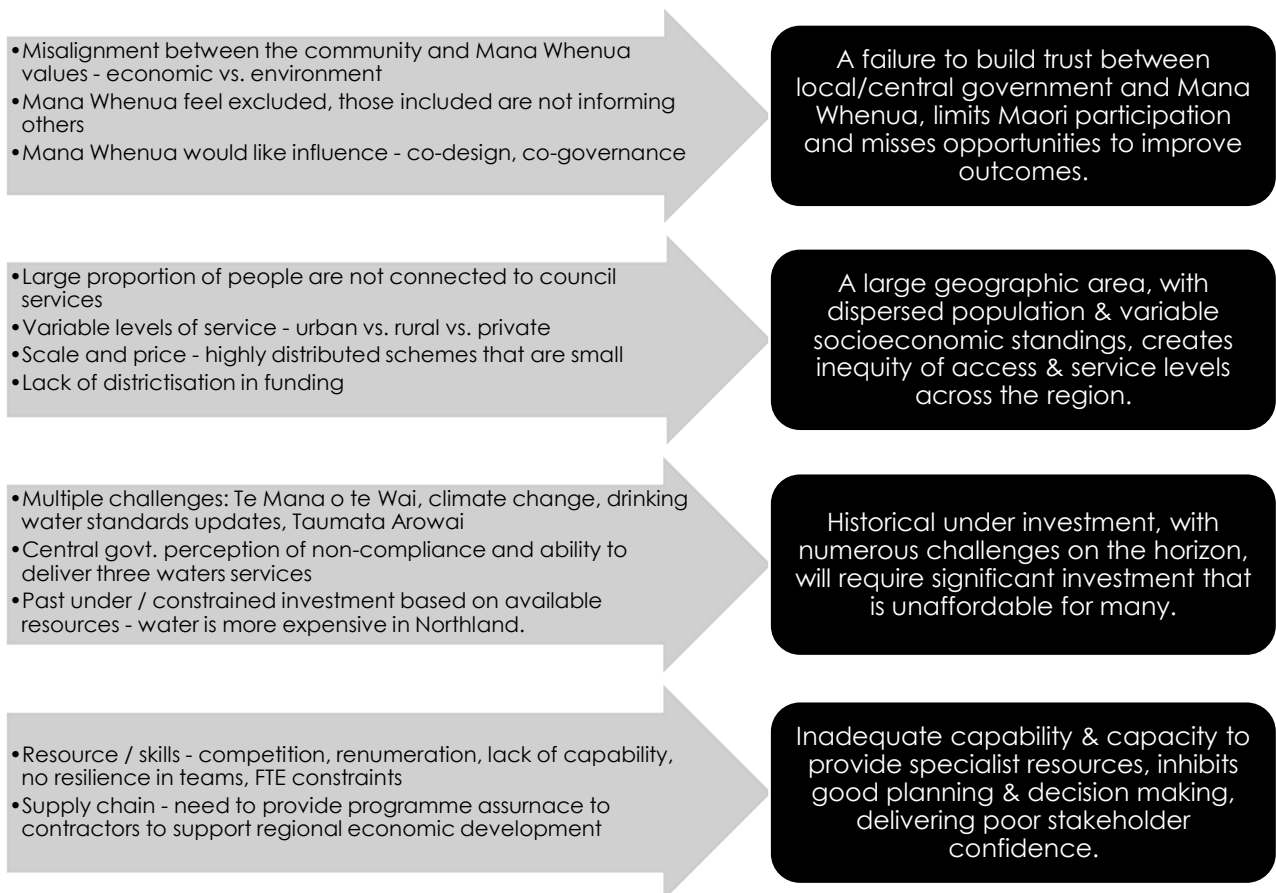 •Misalignment between the community and Mana Whenua
values - economic vs. environment
•Mana Whenua feel excluded, those included are not informing
others
•Mana Whenua would like influence - co-design, co-governance
A failure to build trust between
local/central government and Mana
Whenua, limits Maori participation
and misses opportunities to improve
outcomes.
•Large proportion of people are not connected to council
services
•Variable levels of service - urban vs. rural vs. private
•Scale and price - highly distributed schemes that are small
•Lack of districtisation in funding
A large geographic area, with
dispersed population & variable
socioeconomic standings, creates
inequity of access & service levels
across the region.
•Multiple challenges: Te Mana o te Wai, climate change, drinking
water standards updates, Taumata Arowai
•Central govt. perception of non-compliance and ability to
deliver three waters services
•Past under / constrained investment based on available
resources - water is more expensive in Northland.
Historical under investment, with
numerous challenges on the horizon,
will require significant investment that
is unaffordable for many.
•Resource / skills - competition, renumeration, lack of capability,
no resilience in teams, FTE constraints
•Supply chain - need to provide programme assurnace to
contractors to support regional economic development
Inadequate capability & capacity to
provide specialist resources, inhibits
good planning & decision making,
delivering poor stakeholder
confidence.